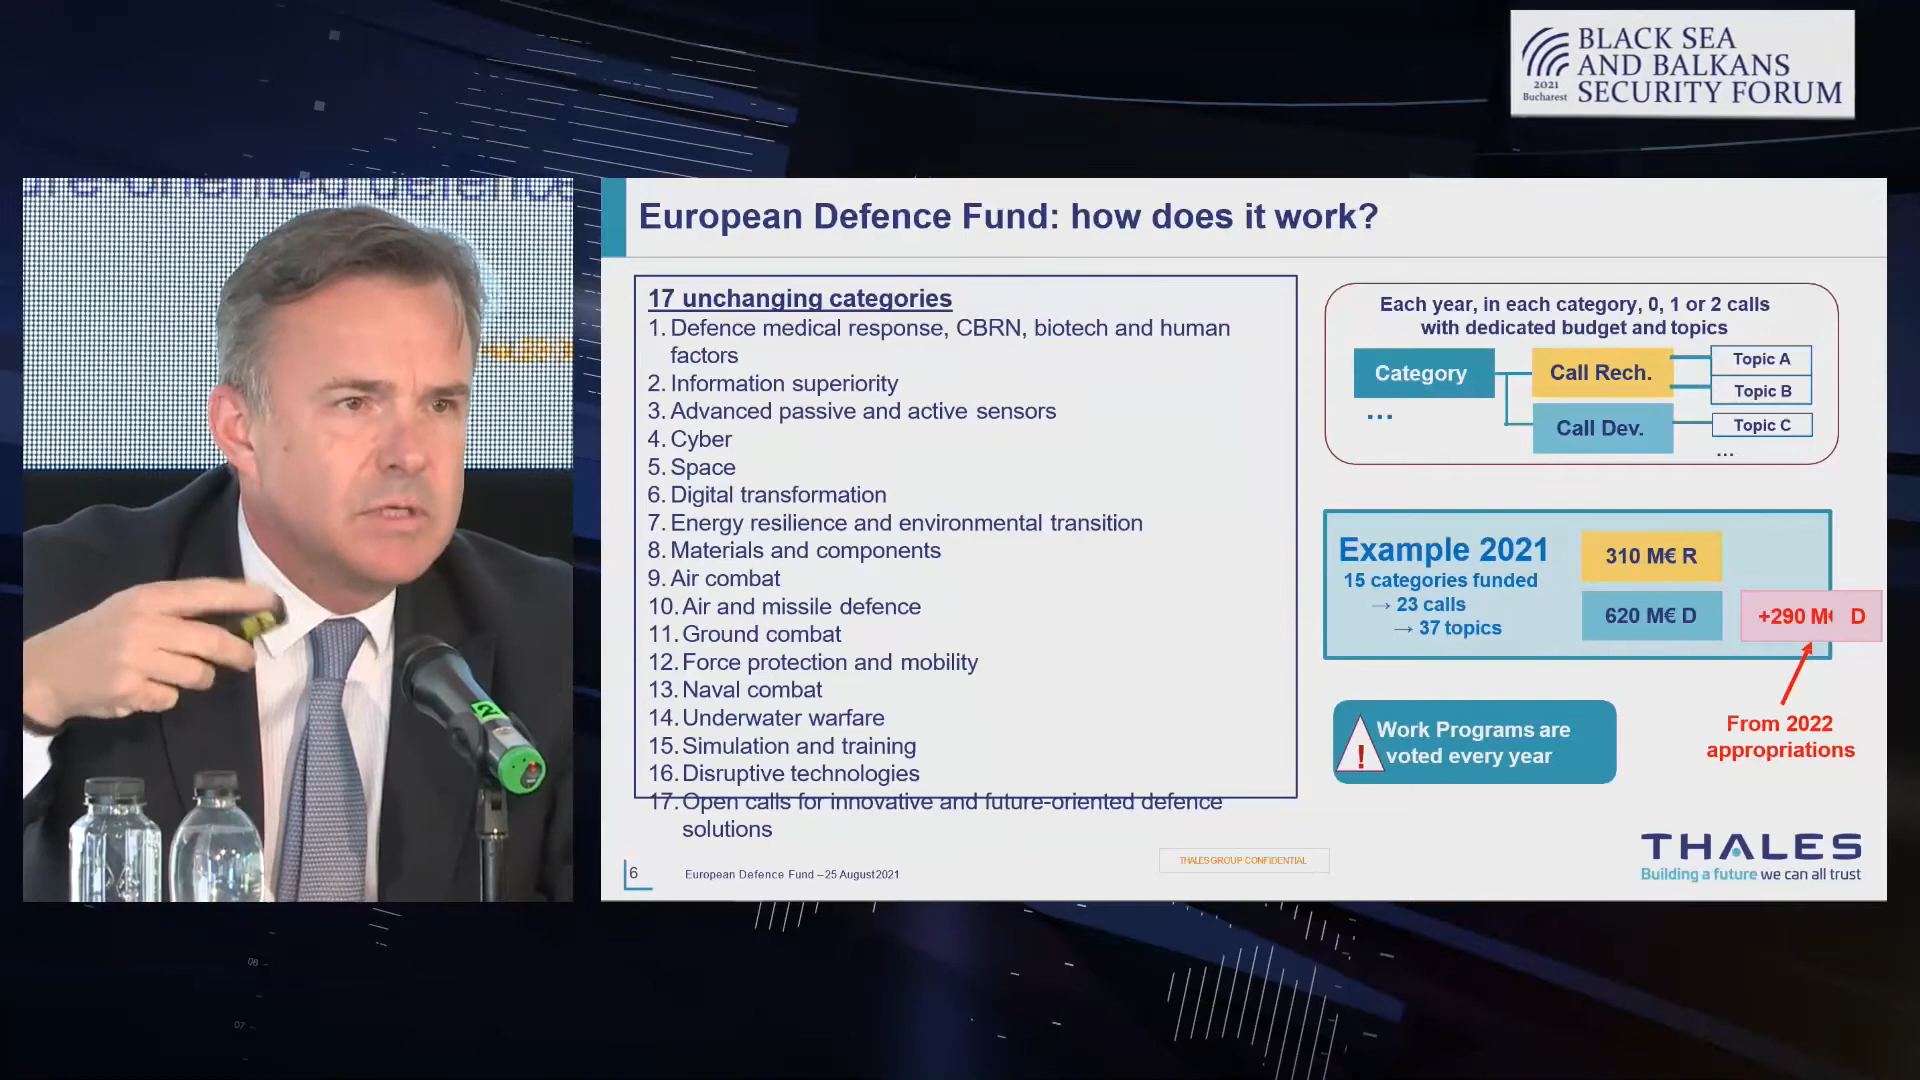 BLACK SEA
AND BALKANS
SECURITY FORUM
2021
Bucharest
European Defence Fund: how does it work?
17 unchanging categories
1. Defence medical response, CBRN, biotech and human
factors
2. Information superiority
3. Advanced passive and active sensors
4. Cyber
5. Space
6. Digital transformation
7. Energy resilience and environmental transition
8. Materials and components
9. Air combat
10. Air and missile defence
11. Ground combat
12. Force protection and mobility
13. Naval combat
14. Underwater warfare
15. Simulation and training
16. Disruptive technologies
17. Open calls for innovative and future-oriented defence
solutions
Each year, in each category, 0, 1 or 2 calls
with dedicated budget and topics
Category
...
Call Rech.
Call Dev.
Topic A
Topic B
Topic C
...
Example 2021
15 categories funded
→ 23 calls
→ 37 topics
310 M€ R
620 M€ D
+290 M€ D
From 2022
appropriations
! Work Programs are
voted every year
6
European Defence Fund – 25 August 2021
THALES GROUP CONFIDENTIAL
THALES
Building a future we can all trust
12
08
07